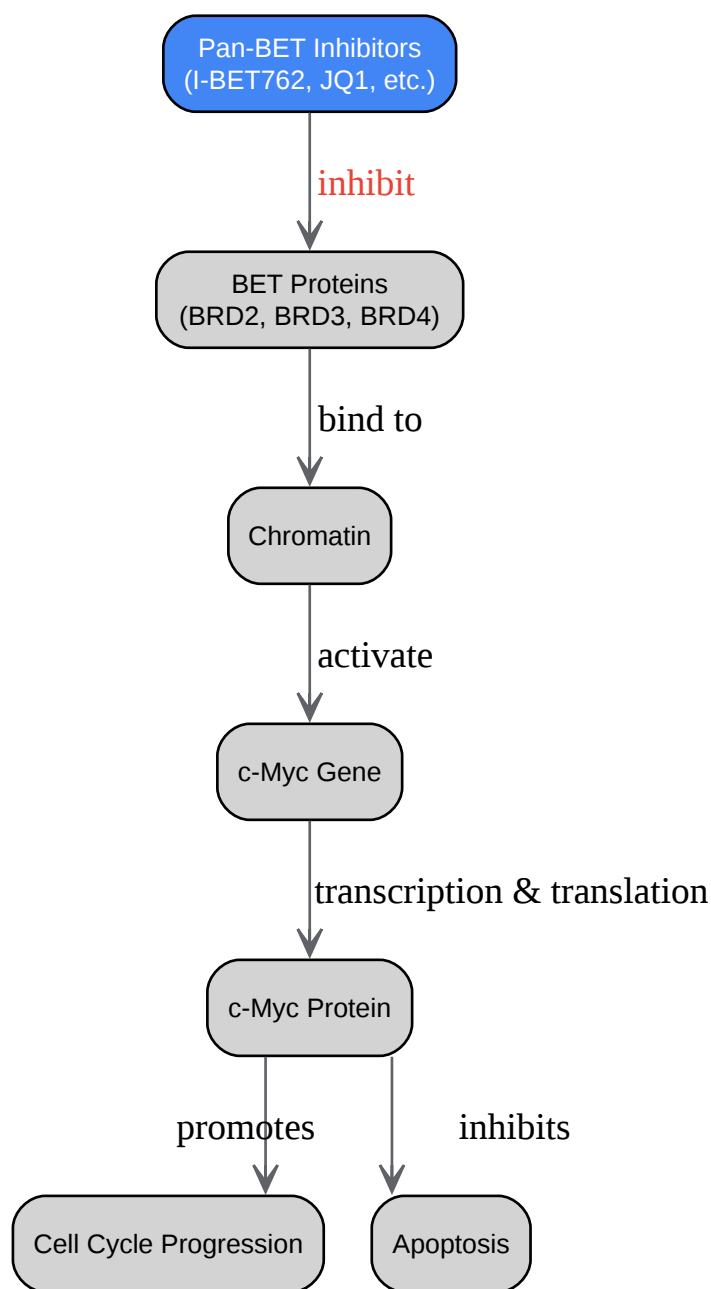 Pan-BET Inhibitors
(I-BET762, JQ1, etc.)
inhibit
BET Proteins
(BRD2, BRD3, BRD4)
bind to
Chromatin
activate
c-Myc Gene
transcription & translation
c-Myc Protein
promotes
inhibits
Cell Cycle Progression
Apoptosis